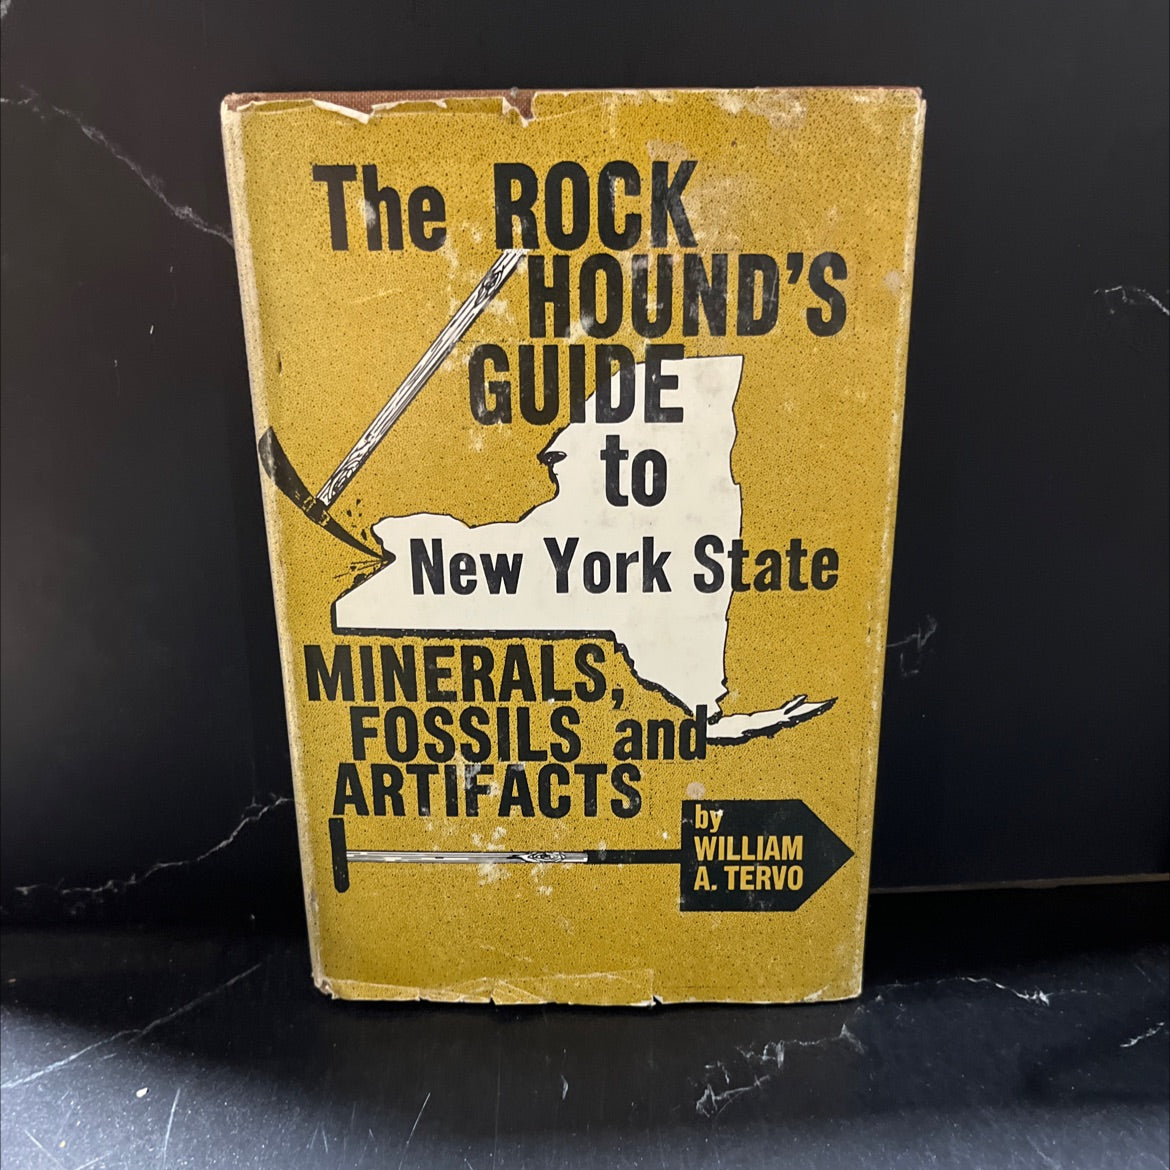 The ROCK
HOUND'S
GUIDE
to
New York State
MINERALS,
FOSSILS and
ARTIFACTS
by
WILLIAM
A. TERVO